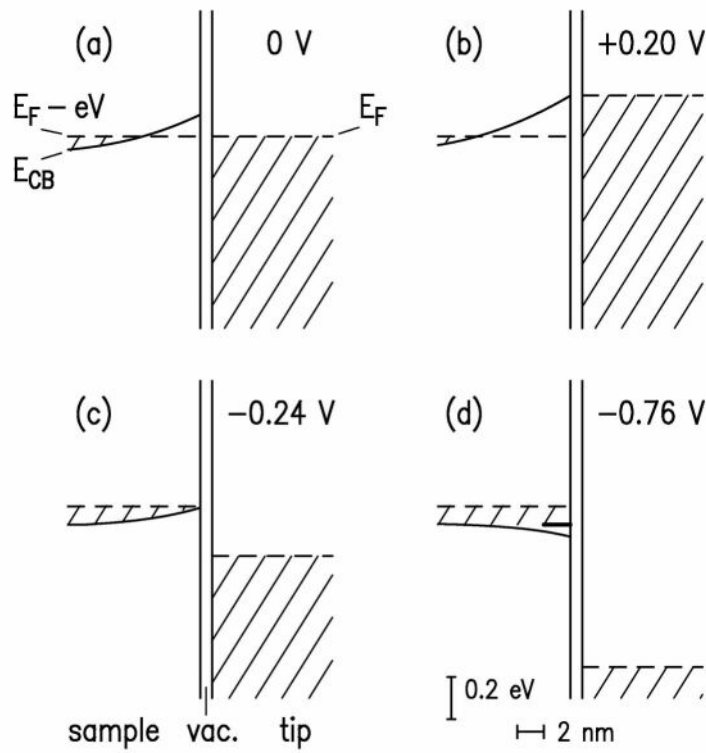 (a) 0 V
(b) +0.20 V
E_F − eV
E_F
E_CB
(c) −0.24 V
(d) −0.76 V
0.2 eV
sample vac. tip
2 nm